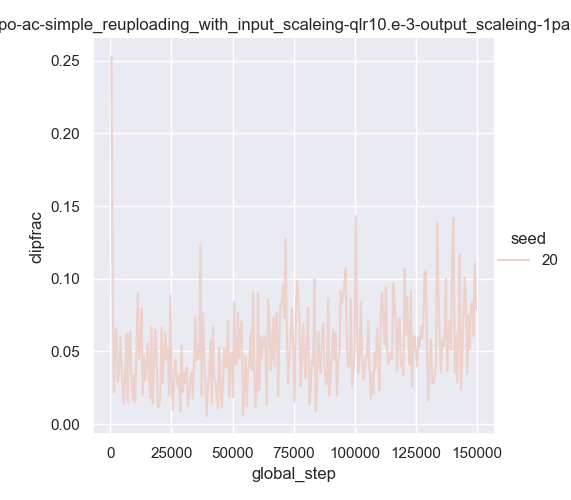 po-ac-simple_reuploading_with_input_scaleing-qlr10.e-3-output_scaleing-1pa
0.25
0.20
0.15
0.10
0.05
0.00
clipfrac
0 25000 50000 75000 100000 125000 150000
global_step
seed
20